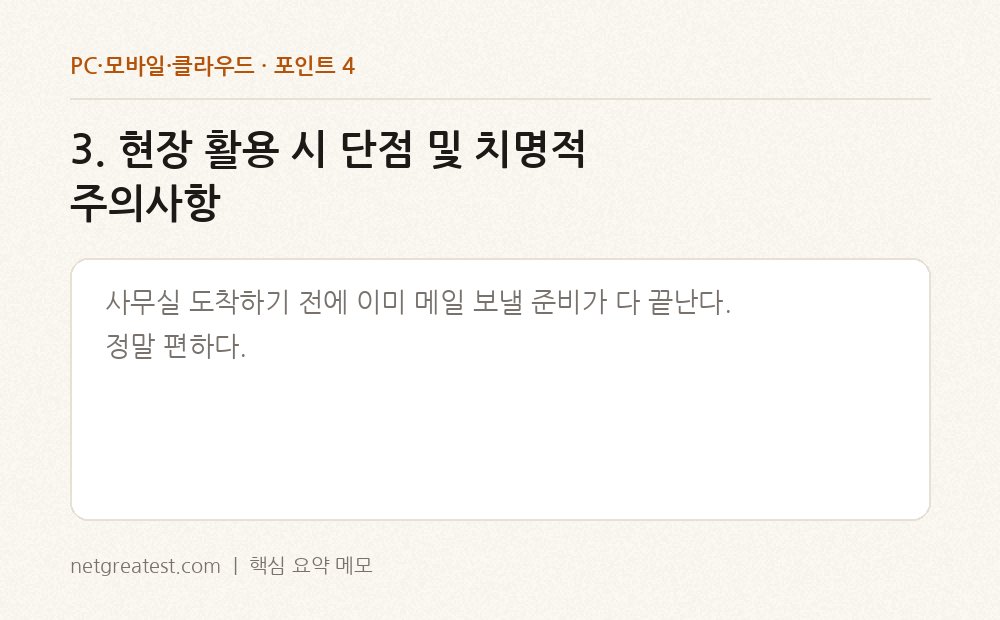 PC·모바일·클라우드 · 포인트 4
3. 현장 활용 시 단점 및 치명적
주의사항
사무실 도착하기 전에 이미 메일 보낼 준비가 다 끝난다.
정말 편하다.
netgreatest.com | 핵심 요약 메모